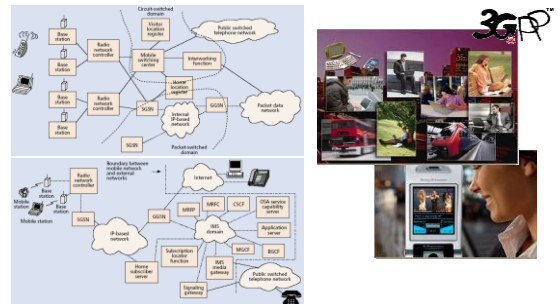 Circuit-switched
domain
Visitor
location
register
Public switched
telephone network
Base
station
Radio
network
controller
Base
station
Mobile
switching
center
Interworking
function
Base
station
Radio
network
controller
Base
station
Home
location
register
SGSN
GGSN
Internal
IP-based
network
Packet data
network
SGSN
Packet-switched
domain
Radio
network
controller
Boundary between
mobile network
and external
networks
Internet
Mobile
station
Base
station
Mobile station
SGSN
GGSN
MRFP
MRFC
CSCF
OSA service
capability
server
IP-based
network
IMS
domain
Application
server
Subscription
locator
function
MGCF
BGCF
Home
subscriber
server
IMS
media
gateway
Public switched
telephone network
Signaling
gateway
3GPP™